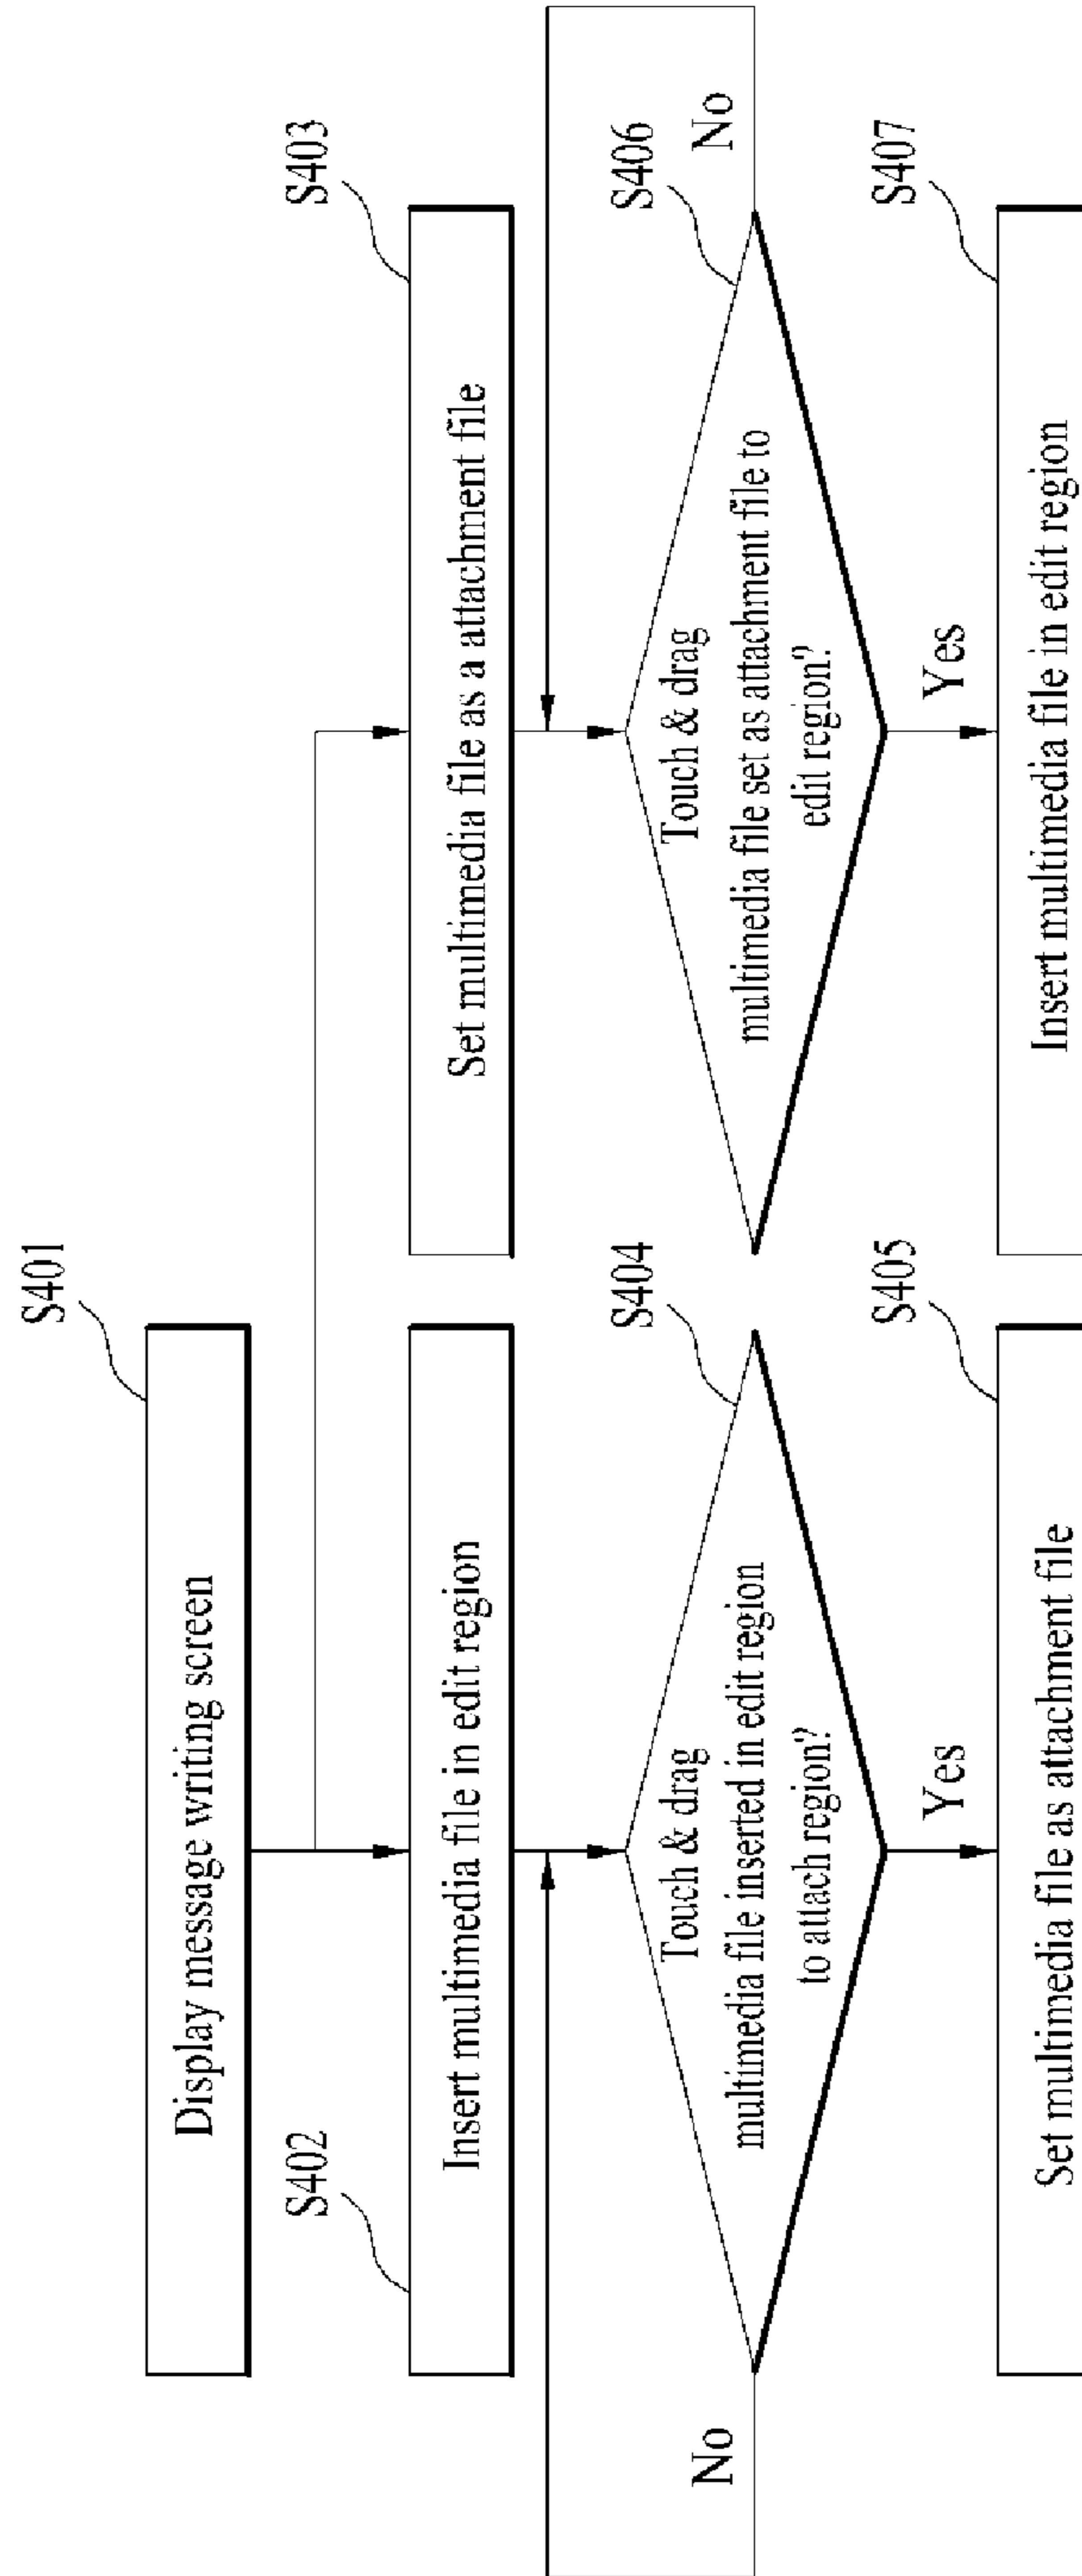 S401
Display message writing screen
S402
Insert multimedia file in edit region
S403
Set multimedia file as a attachment file
S404
Touch & drag
multimedia file inserted in edit region
to attach region?
No
Yes
S406
Touch & drag
multimedia file set as attachment file to
edit region?
No
Yes
S405
Set multimedia file as attachment file
S407
Insert multimedia file in edit region